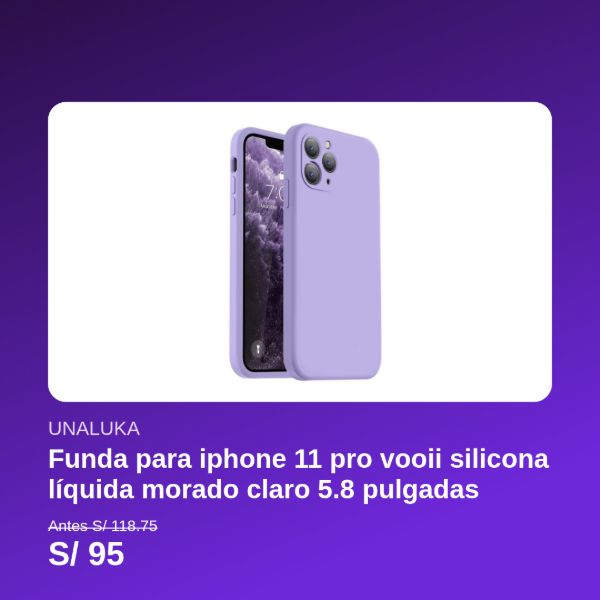 UNALUKA
Funda para iphone 11 pro vooii silicona
líquida morado claro 5.8 pulgadas
Antes S/ 118.75
S/ 95